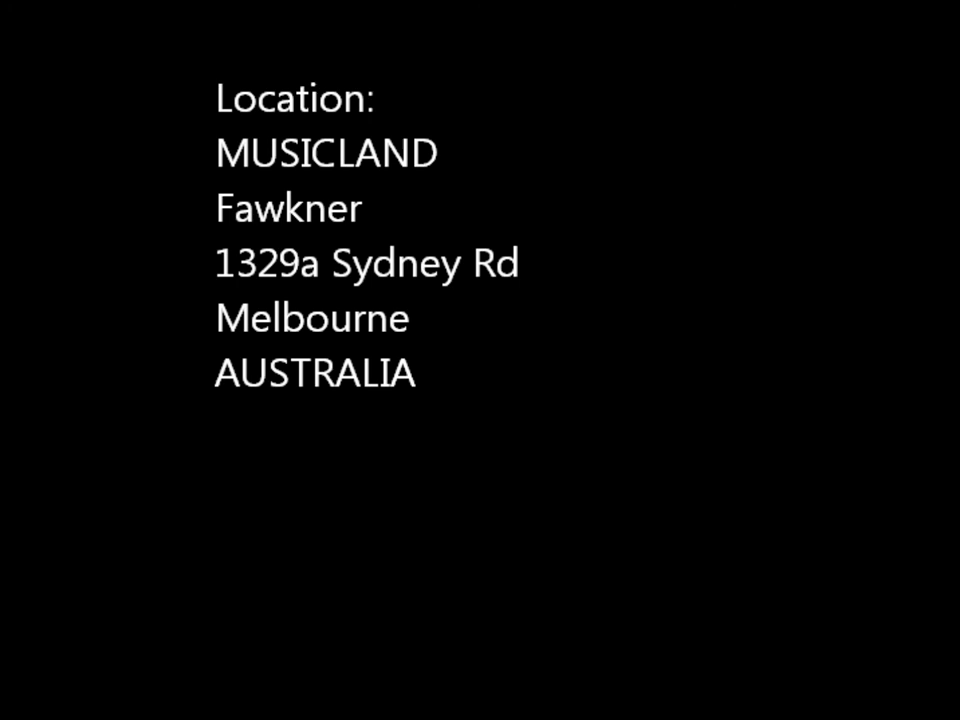 Location:
MUSICLAND
Fawkner
1329a Sydney Rd
Melbourne
AUSTRALIA